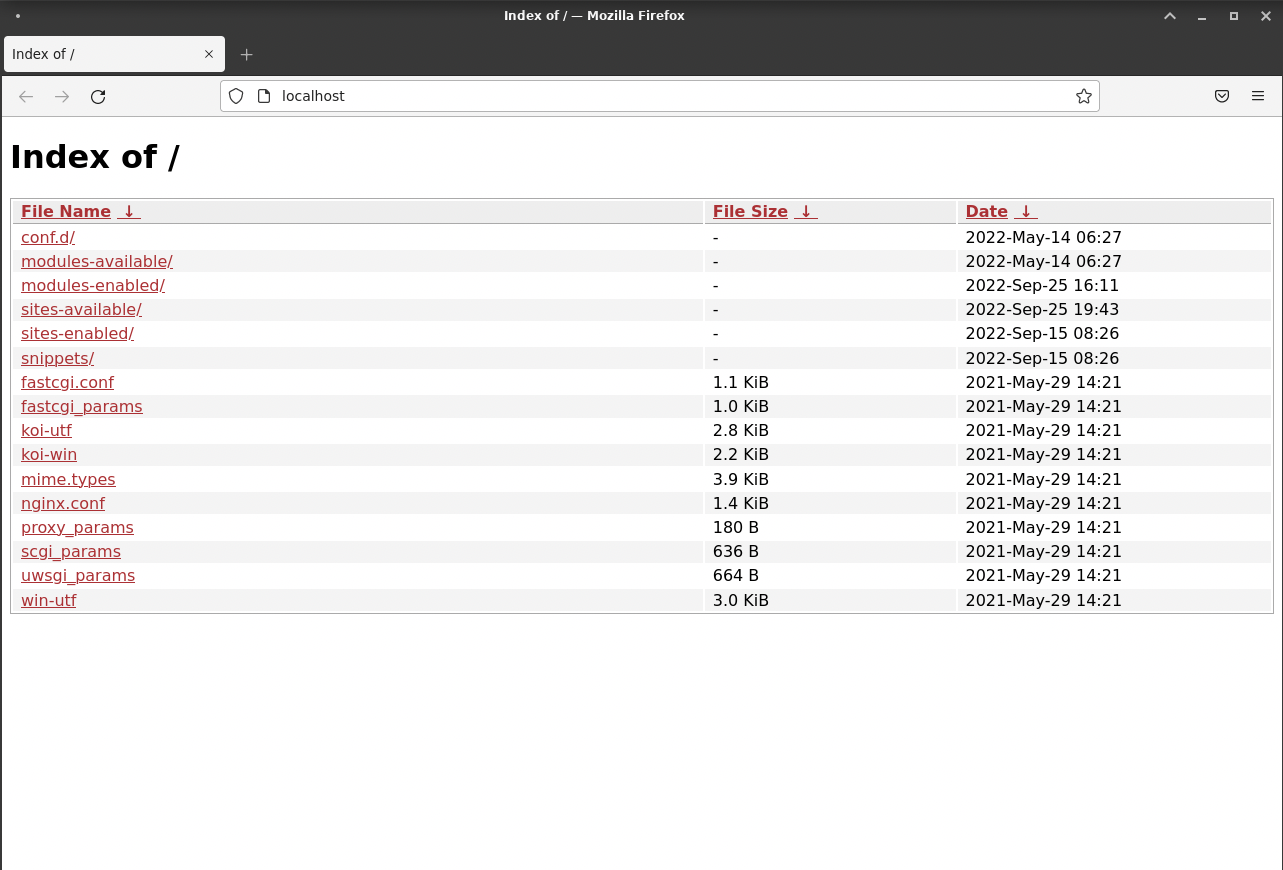 Index of / — Mozilla Firefox
Index of /
localhost
Index of /
File Name ↓ File Size ↓ Date ↓
conf.d/ - 2022-May-14 06:27
modules-available/ - 2022-May-14 06:27
modules-enabled/ - 2022-Sep-25 16:11
sites-available/ - 2022-Sep-25 19:43
sites-enabled/ - 2022-Sep-15 08:26
snippets/ - 2022-Sep-15 08:26
fastcgi.conf 1.1 KiB 2021-May-29 14:21
fastcgi_params 1.0 KiB 2021-May-29 14:21
koi-utf 2.8 KiB 2021-May-29 14:21
koi-win 2.2 KiB 2021-May-29 14:21
mime.types 3.9 KiB 2021-May-29 14:21
nginx.conf 1.4 KiB 2021-May-29 14:21
proxy_params 180 B 2021-May-29 14:21
scgi_params 636 B 2021-May-29 14:21
uwsgi_params 664 B 2021-May-29 14:21
win-utf 3.0 KiB 2021-May-29 14:21